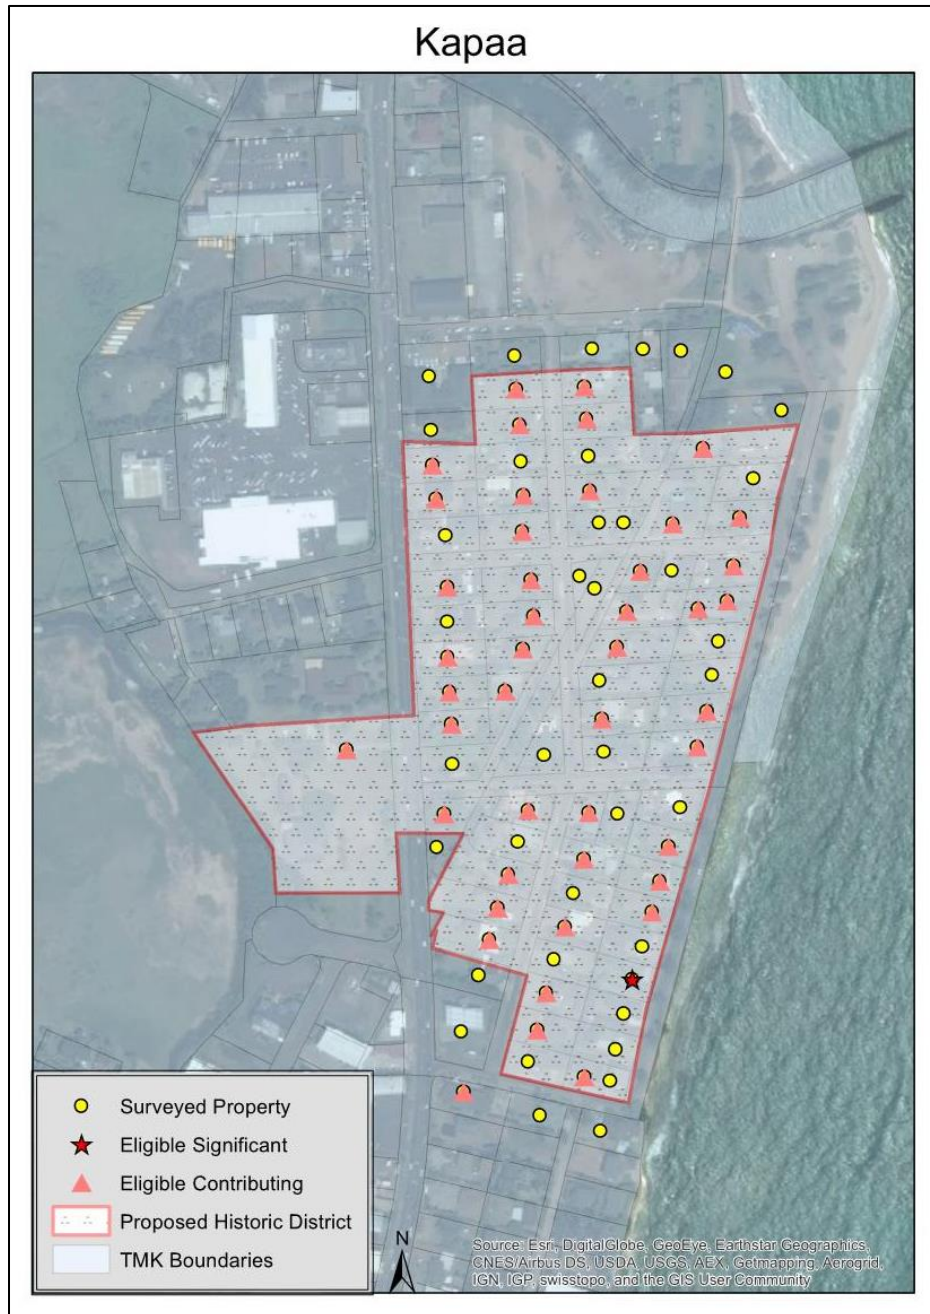 Kapaa
Surveyed Property
Eligible Significant
Eligible Contributing
Proposed Historic District
TMK Boundaries
N
Source: Esri, DigitalGlobe, GeoEye, Earthstar Geographics,
CNES/Airbus DS, USDA, USGS, AEX, Getmapping, Aerogrid,
IGN, IGP, swisstopo, and the GIS User Community